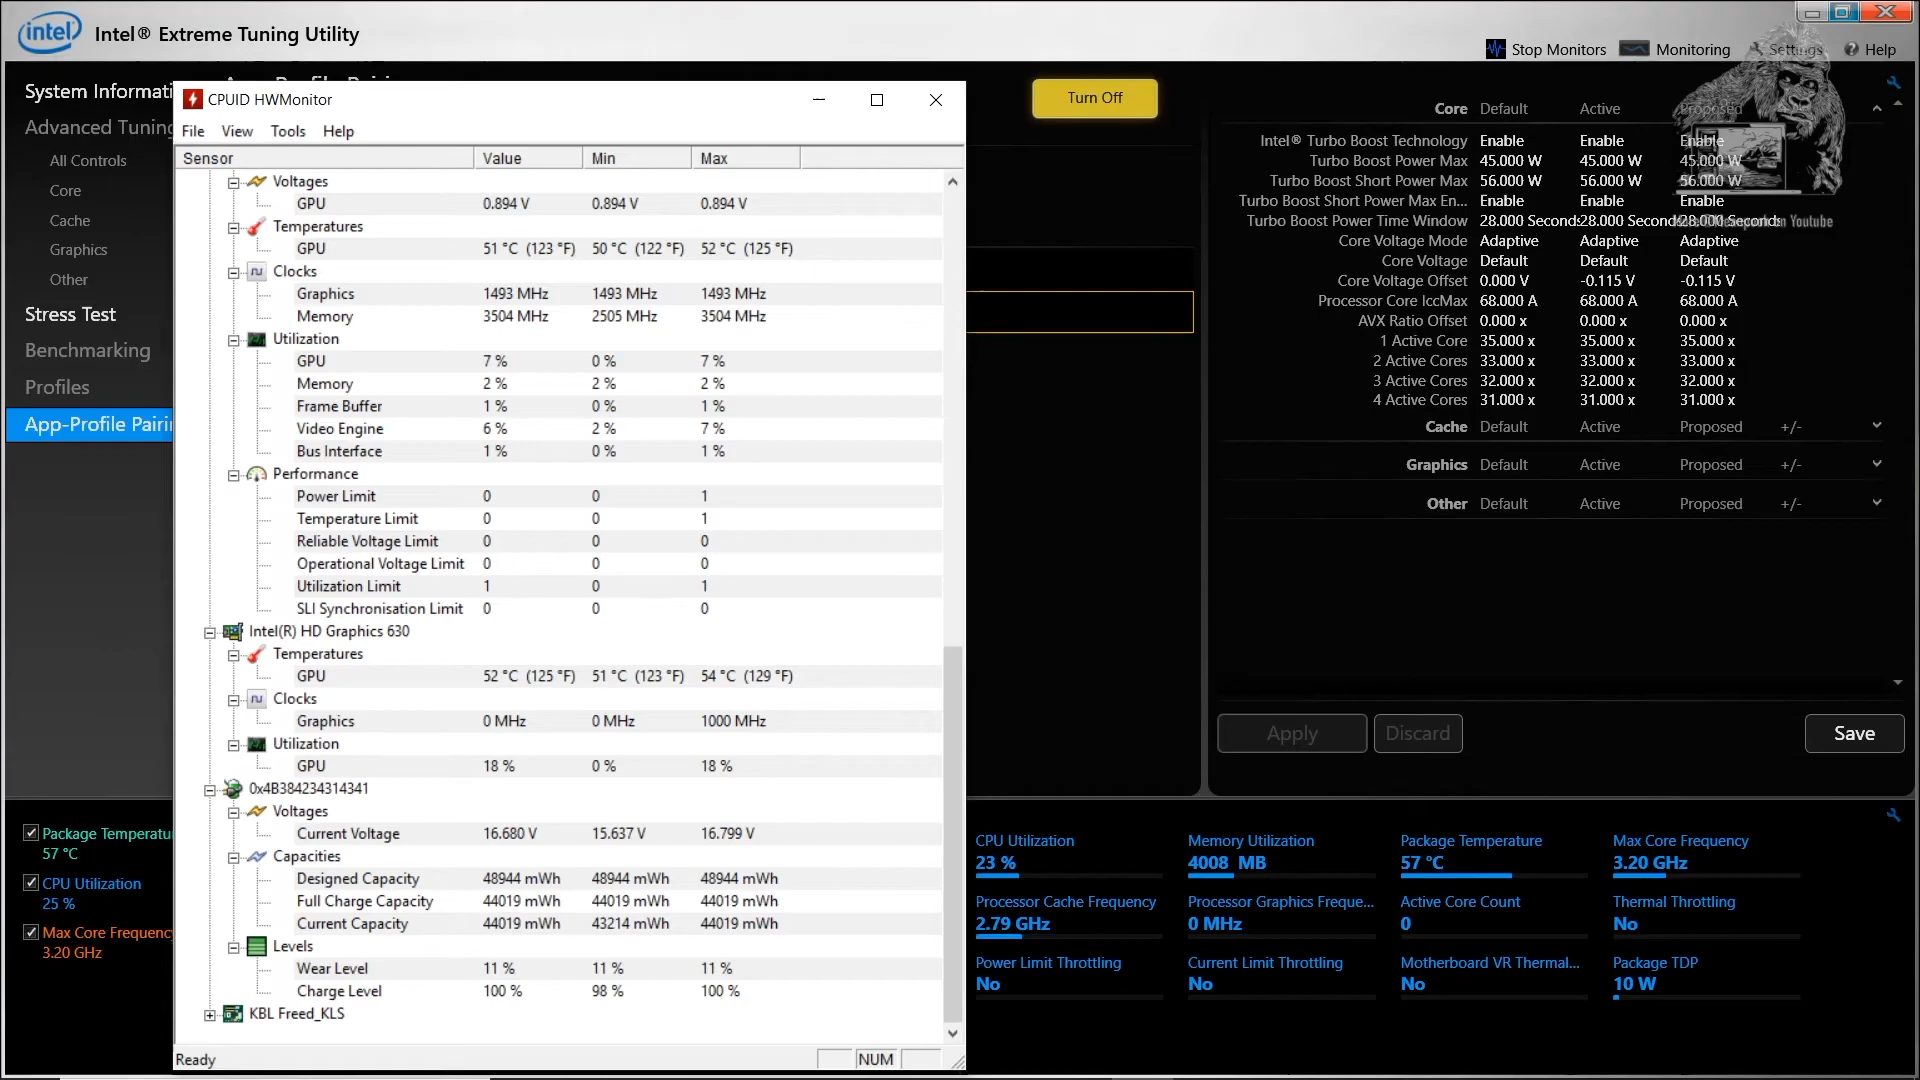 intel Intel® Extreme Tuning Utility
Stop Monitors Monitoring Settings Help
System Informati
Advanced Tuning
All Controls
Core
Cache
Graphics
Other
Stress Test
Benchmarking
Profiles
App-Profile Pairin
App-Profile Pairing
CPUID HWMonitor
File View Tools Help
Sensor Value Min Max
Voltages
GPU 0.894 V 0.894 V 0.894 V
Temperatures
GPU 51 °C (123 °F) 50 °C (122 °F) 52 °C (125 °F)
Clocks
Graphics 1493 MHz 1493 MHz 1493 MHz
Memory 3504 MHz 2505 MHz 3504 MHz
Utilization
GPU 7 % 0 % 7 %
Memory 2 % 2 % 2 %
Frame Buffer 1 % 0 % 1 %
Video Engine 6 % 2 % 7 %
Bus Interface 1 % 0 % 1 %
Performance
Power Limit 0 0 1
Temperature Limit 0 0 1
Reliable Voltage Limit 0 0 0
Operational Voltage Limit 0 0 0
Utilization Limit 1 0 1
SLI Synchronisation Limit 0 0 0
Intel(R) HD Graphics 630
Temperatures
GPU 52 °C (125 °F) 51 °C (123 °F) 54 °C (129 °F)
Clocks
Graphics 0 MHz 0 MHz 1000 MHz
Utilization
GPU 18 % 0 % 18 %
0x4B384234314341
Voltages
Current Voltage 16.680 V 15.637 V 16.799 V
Capacities
Designed Capacity 48944 mWh 48944 mWh 48944 mWh
Full Charge Capacity 44019 mWh 44019 mWh 44019 mWh
Current Capacity 44019 mWh 43214 mWh 44019 mWh
Levels
Wear Level 11 % 11 % 11 %
Charge Level 100 % 98 % 100 %
KBL Freed_KLS
Ready NUM
Turn Off
Core Default Active Proposed
Intel® Turbo Boost Technology Enable Enable Enable
Turbo Boost Power Max 45.000 W 45.000 W 45.000 W
Turbo Boost Short Power Max 56.000 W 56.000 W 56.000 W
Turbo Boost Short Power Max En... Enable Enable Enable
Turbo Boost Power Time Window 28.000 Seconds 28.000 Seconds 28.000 Seconds
Youtube
Core Voltage Mode Adaptive Adaptive Adaptive
Core Voltage Default Default Default
Core Voltage Offset 0.000 V -0.115 V -0.115 V
Processor Core IccMax 68.000 A 68.000 A 68.000 A
AVX Ratio Offset 0.000 x 0.000 x 0.000 x
1 Active Core 35.000 x 35.000 x 35.000 x
2 Active Cores 33.000 x 33.000 x 33.000 x
3 Active Cores 32.000 x 32.000 x 32.000 x
4 Active Cores 31.000 x 31.000 x 31.000 x
Cache Default Active Proposed +/-
Graphics Default Active Proposed +/-
Other Default Active Proposed +/-
Apply Discard Save
Package Temperatu
57 °C
CPU Utilization
25 %
Max Core Frequency
3.20 GHz
CPU Utilization Memory Utilization Package Temperature Max Core Frequency
23 % 4008 MB 57 °C 3.20 GHz
Processor Cache Frequency Processor Graphics Freque... Active Core Count Thermal Throttling
2.79 GHz 0 MHz 0 No
Power Limit Throttling Current Limit Throttling Motherboard VR Thermal... Package TDP
No No No 10 W